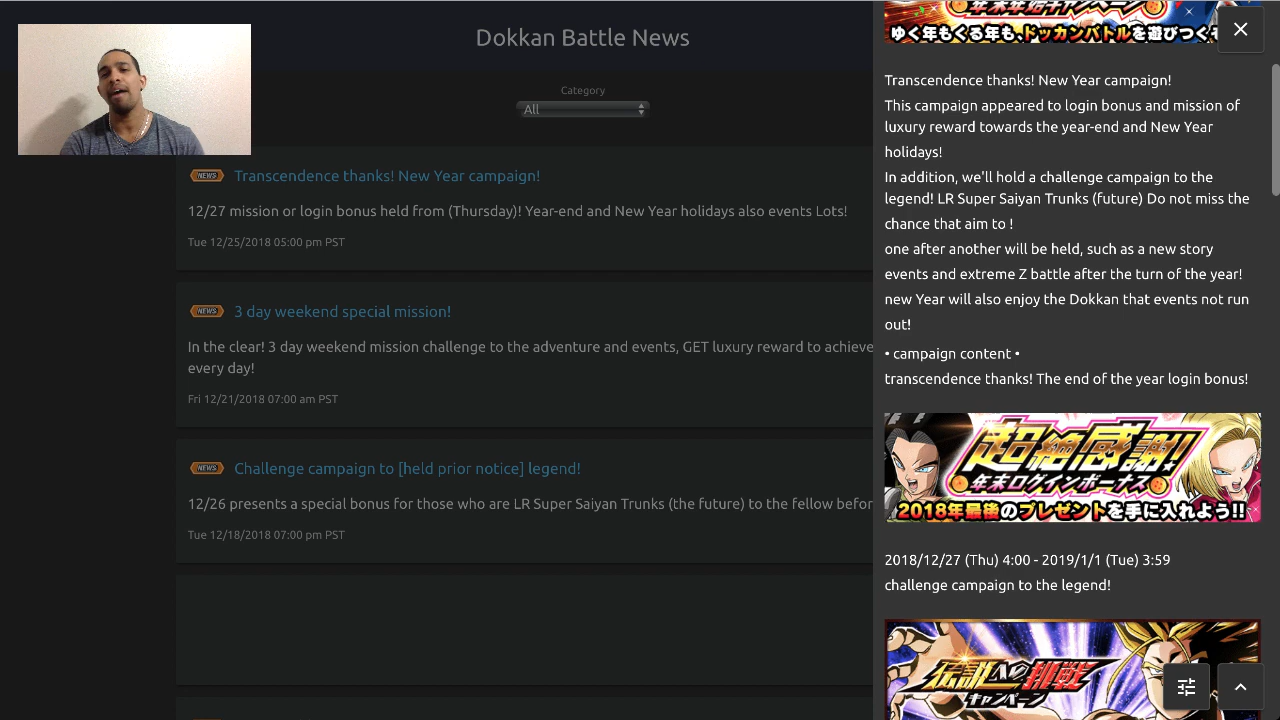 Dokkan Battle News
Category
All
NEWS
Transcendence thanks! New Year campaign!
12/27 mission or login bonus held from (Thursday)! Year-end and New Year holidays also events Lots!
Tue 12/25/2018 05:00 pm PST
NEWS
3 day weekend special mission!
In the clear! 3 day weekend mission challenge to the adventure and events, GET luxury reward to achieve
every day!
Fri 12/21/2018 07:00 am PST
NEWS
Challenge campaign to [held prior notice] legend!
12/26 presents a special bonus for those who are LR Super Saiyan Trunks (the future) to the fellow befor
Tue 12/18/2018 07:00 pm PST
年末年始キャンペーン
ゆく年もくる年も、ドッカンバトルを遊びつくそ
Transcendence thanks! New Year campaign!
This campaign appeared to login bonus and mission of
luxury reward towards the year-end and New Year
holidays!
In addition, we'll hold a challenge campaign to the
legend! LR Super Saiyan Trunks (future) Do not miss the
chance that aim to !
one after another will be held, such as a new story
events and extreme Z battle after the turn of the year!
new Year will also enjoy the Dokkan that events not run
out!
• campaign content •
transcendence thanks! The end of the year login bonus!
超絶感謝!
年末ログインボーナス
2018年最後のプレゼントを手に入れよう!!
2018/12/27 (Thu) 4:00 - 2019/1/1 (Tue) 3:59
challenge campaign to the legend!
伝説への挑戦
キャンペーン